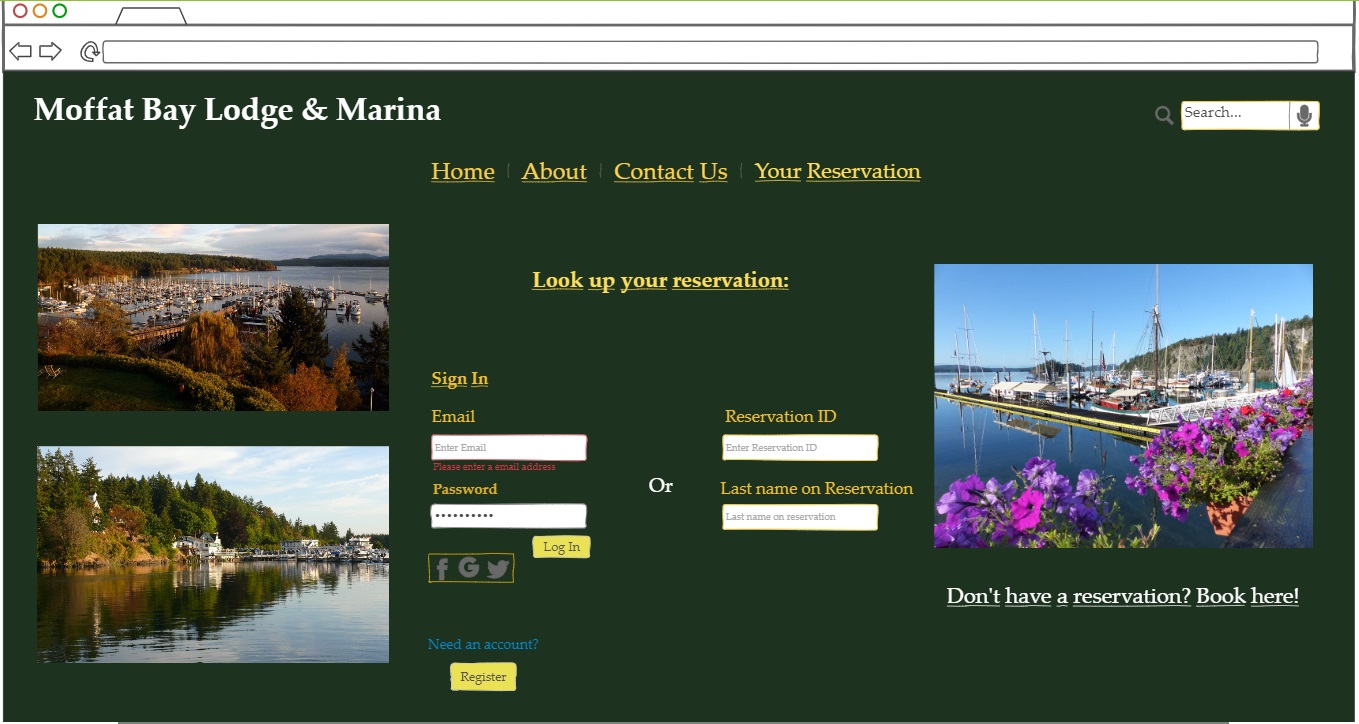 Moffat Bay Lodge & Marina
Search...
Home About Contact Us Your Reservation
Look up your reservation:
Sign In
Email
Enter Email
Please enter a email address
Password
••••••••••
Log In
Need an account?
Register
Or
Reservation ID
Enter Reservation ID
Last name on Reservation
Last name on reservation
Don't have a reservation? Book here!